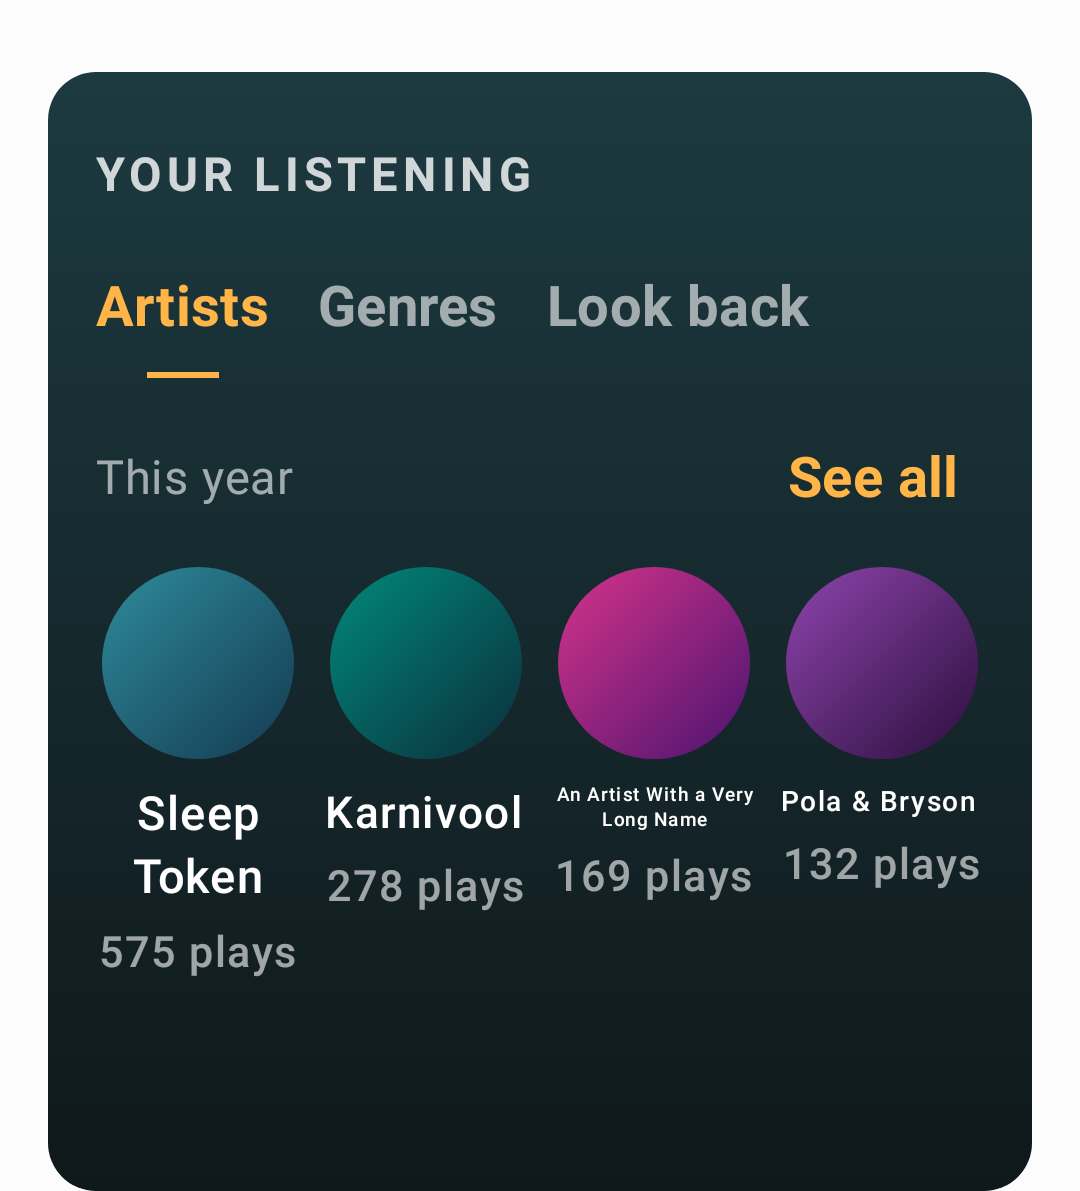 YOUR LISTENING
Artists Genres Look back
This year See all
Sleep
Token
575 plays
Karnivool
278 plays
An Artist With a Very
Long Name
169 plays
Pola & Bryson
132 plays